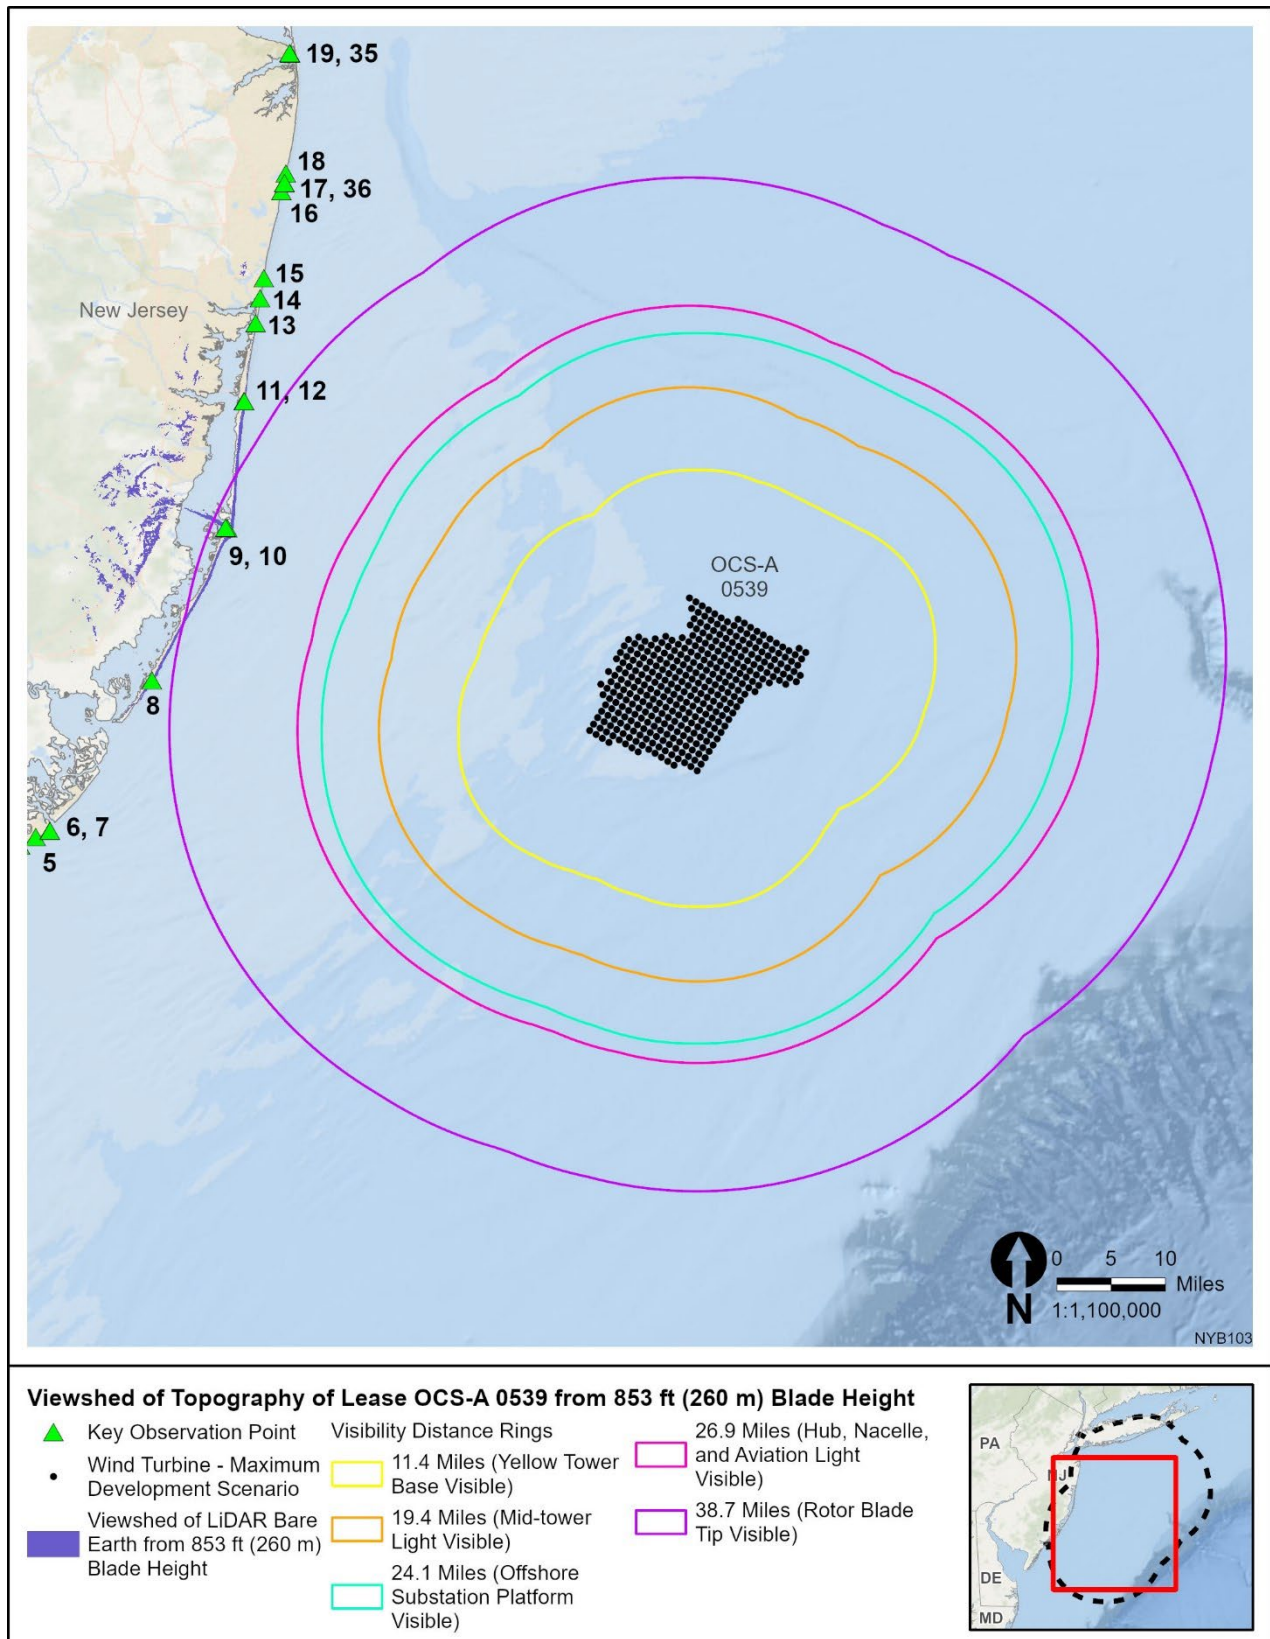 19, 35
18
17, 36
16
15
14
New Jersey
13
11, 12
9, 10
OCS-A
0539
8
6, 7
5
0 5 10
Miles
N
1:1,100,000
NYB103
Viewshed of Topography of Lease OCS-A 0539 from 853 ft (260 m) Blade Height
Key Observation Point
Wind Turbine - Maximum
Development Scenario
Viewshed of LiDAR Bare
Earth from 853 ft (260 m)
Blade Height
Visibility Distance Rings
11.4 Miles (Yellow Tower
Base Visible)
19.4 Miles (Mid-tower
Light Visible)
24.1 Miles (Offshore
Substation Platform
Visible)
26.9 Miles (Hub, Nacelle,
and Aviation Light
Visible)
38.7 Miles (Rotor Blade
Tip Visible)
PA
NJ
DE
MD